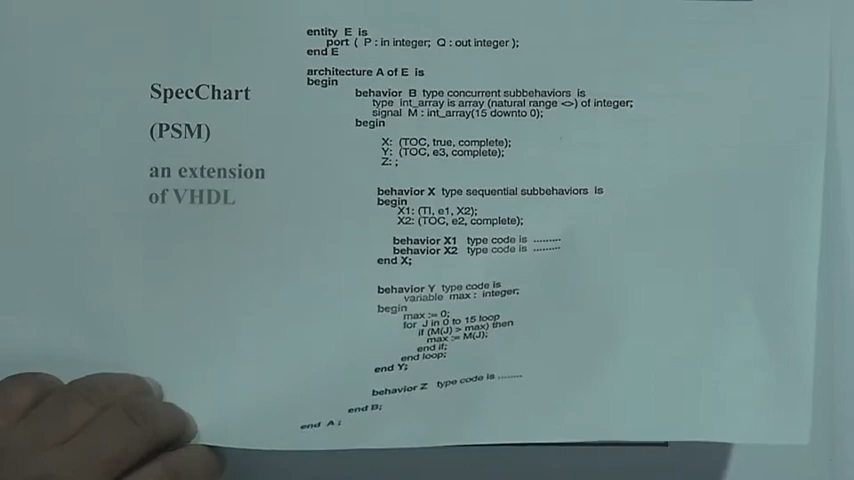 SpecChart
(PSM)
an extension
of VHDL
entity E is
port ( P : in integer; Q : out integer );
end E
architecture A of E is
begin
behavior B type concurrent subbehaviors is
type int_array is array (natural range <>) of integer;
signal M : int_array(15 downto 0);
begin
X: (TOC, true, complete);
Y: (TOC, e3, complete);
Z: ;
behavior X type sequential subbehaviors is
begin
X1: (TI, e1, X2);
X2: (TOC, e2, complete);
behavior X1 type code is .........
behavior X2 type code is .........
end X;
behavior Y type code is
variable max : integer;
begin
max := 0;
for J in 0 to 15 loop
if (M(J) > max) then
max := M(J);
end if;
end loop;
end Y;
behavior Z type code is ........
end B;
end A ;